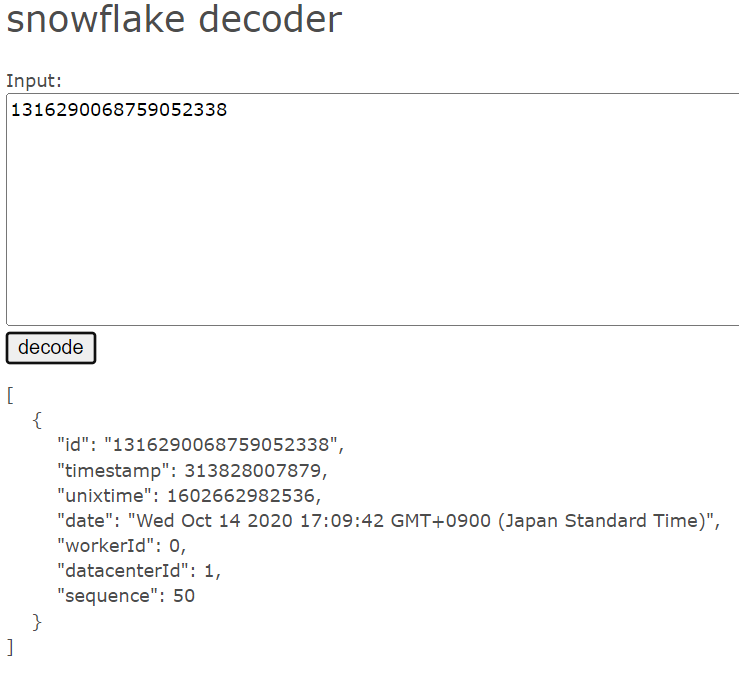 snowflake decoder
Input:
1316290068759052338
decode
[
{
"id": "1316290068759052338",
"timestamp": 313828007879,
"unixtime": 1602662982536,
"date": "Wed Oct 14 2020 17:09:42 GMT+0900 (Japan Standard Time)",
"workerId": 0,
"datacenterId": 1,
"sequence": 50
}
]